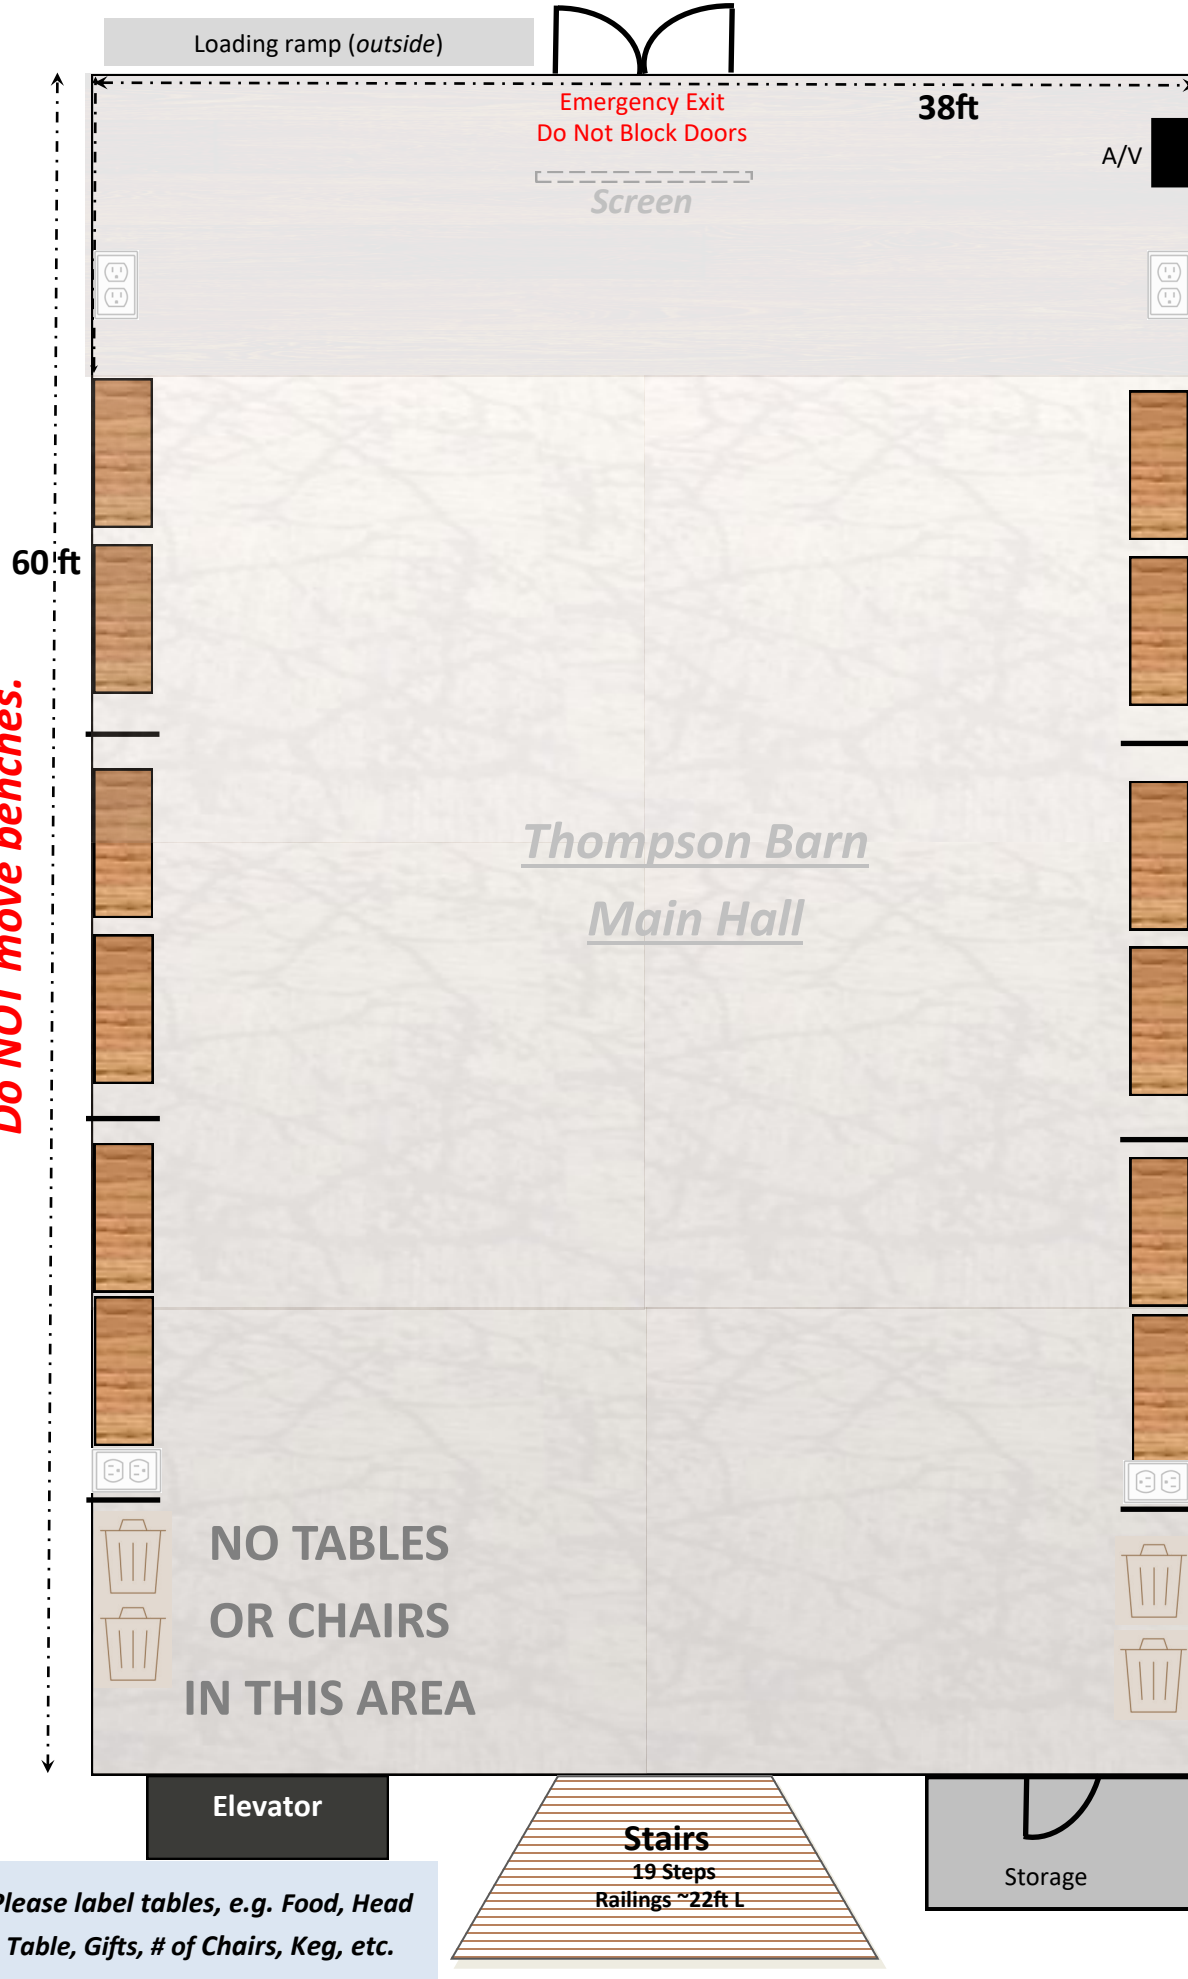 Loading ramp (outside)
Emergency Exit
Do Not Block Doors
38ft
A/V
Screen
60 ft
Do NOT move benches.
Thompson Barn
Main Hall
NO TABLES
OR CHAIRS
IN THIS AREA
Elevator
Stairs
19 Steps
Railings ~22ft L
Storage
Please label tables, e.g. Food, Head
Table, Gifts, # of Chairs, Keg, etc.